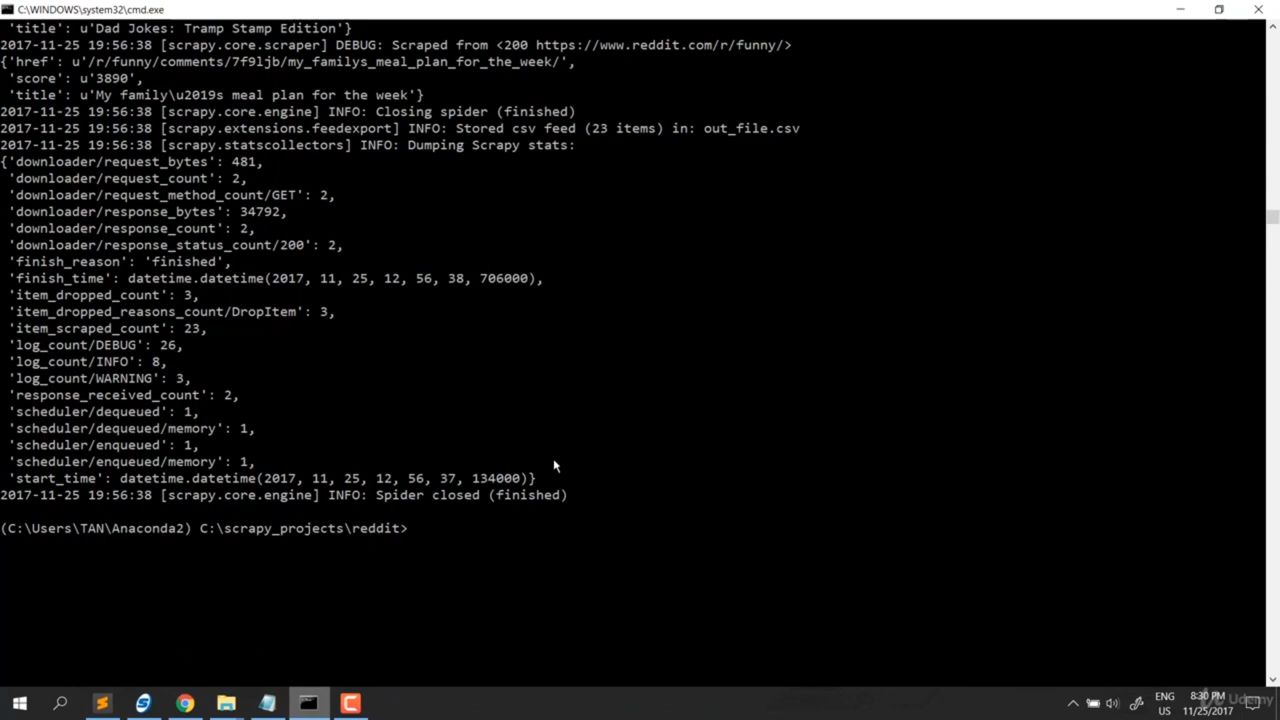 C:\WINDOWS\system32\cmd.exe
'title': u'Dad Jokes: Tramp Stamp Edition'}
2017-11-25 19:56:38 [scrapy.core.scraper] DEBUG: Scraped from <200 https://www.reddit.com/r/funny/>
{'href': u'/r/funny/comments/7f9ljb/my_familys_meal_plan_for_the_week/',
'score': u'3890',
'title': u'My family\u2019s meal plan for the week'}
2017-11-25 19:56:38 [scrapy.core.engine] INFO: Closing spider (finished)
2017-11-25 19:56:38 [scrapy.extensions.feedexport] INFO: Stored csv feed (23 items) in: out_file.csv
2017-11-25 19:56:38 [scrapy.statscollectors] INFO: Dumping Scrapy stats:
{'downloader/request_bytes': 481,
'downloader/request_count': 2,
'downloader/request_method_count/GET': 2,
'downloader/response_bytes': 34792,
'downloader/response_count': 2,
'downloader/response_status_count/200': 2,
'finish_reason': 'finished',
'finish_time': datetime.datetime(2017, 11, 25, 12, 56, 38, 706000),
'item_dropped_count': 3,
'item_dropped_reasons_count/DropItem': 3,
'item_scraped_count': 23,
'log_count/DEBUG': 26,
'log_count/INFO': 8,
'log_count/WARNING': 3,
'response_received_count': 2,
'scheduler/dequeued': 1,
'scheduler/dequeued/memory': 1,
'scheduler/enqueued': 1,
'scheduler/enqueued/memory': 1,
'start_time': datetime.datetime(2017, 11, 25, 12, 56, 37, 134000)}
2017-11-25 19:56:38 [scrapy.core.engine] INFO: Spider closed (finished)
(C:\Users\TAN\Anaconda2) C:\scrapy_projects\reddit>
ENG
US
8:30 PM
11/25/2017
Udemy